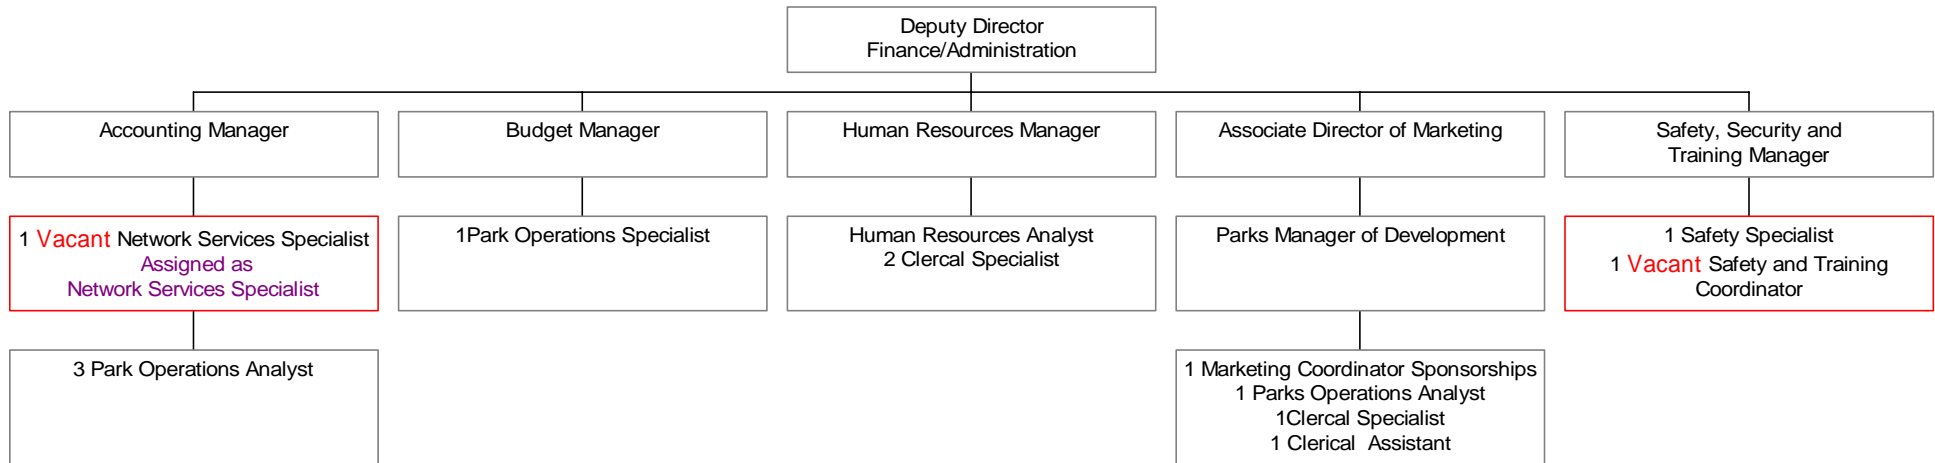 Deputy Director
Finance/Administration
Accounting Manager
Budget Manager
Human Resources Manager
Associate Director of Marketing
Safety, Security and
Training Manager
1 Vacant Network Services Specialist
Assigned as
Network Services Specialist
1Park Operations Specialist
Human Resources Analyst
2 Clercal Specialist
Parks Manager of Development
1 Safety Specialist
1 Vacant Safety and Training
Coordinator
3 Park Operations Analyst
1 Marketing Coordinator Sponsorships
1 Parks Operations Analyst
1Clercal Specialist
1 Clerical Assistant